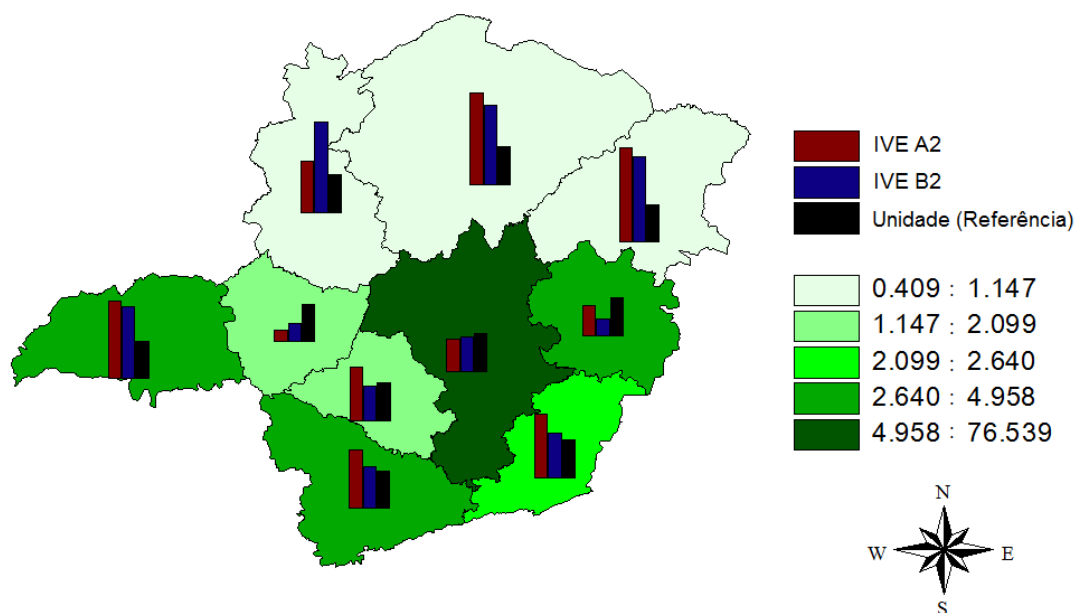 IVE A2
IVE B2
Unidade (Referência)
0.409 : 1.147
1.147 : 2.099
2.099 : 2.640
2.640 : 4.958
4.958 : 76.539
N
W E
S